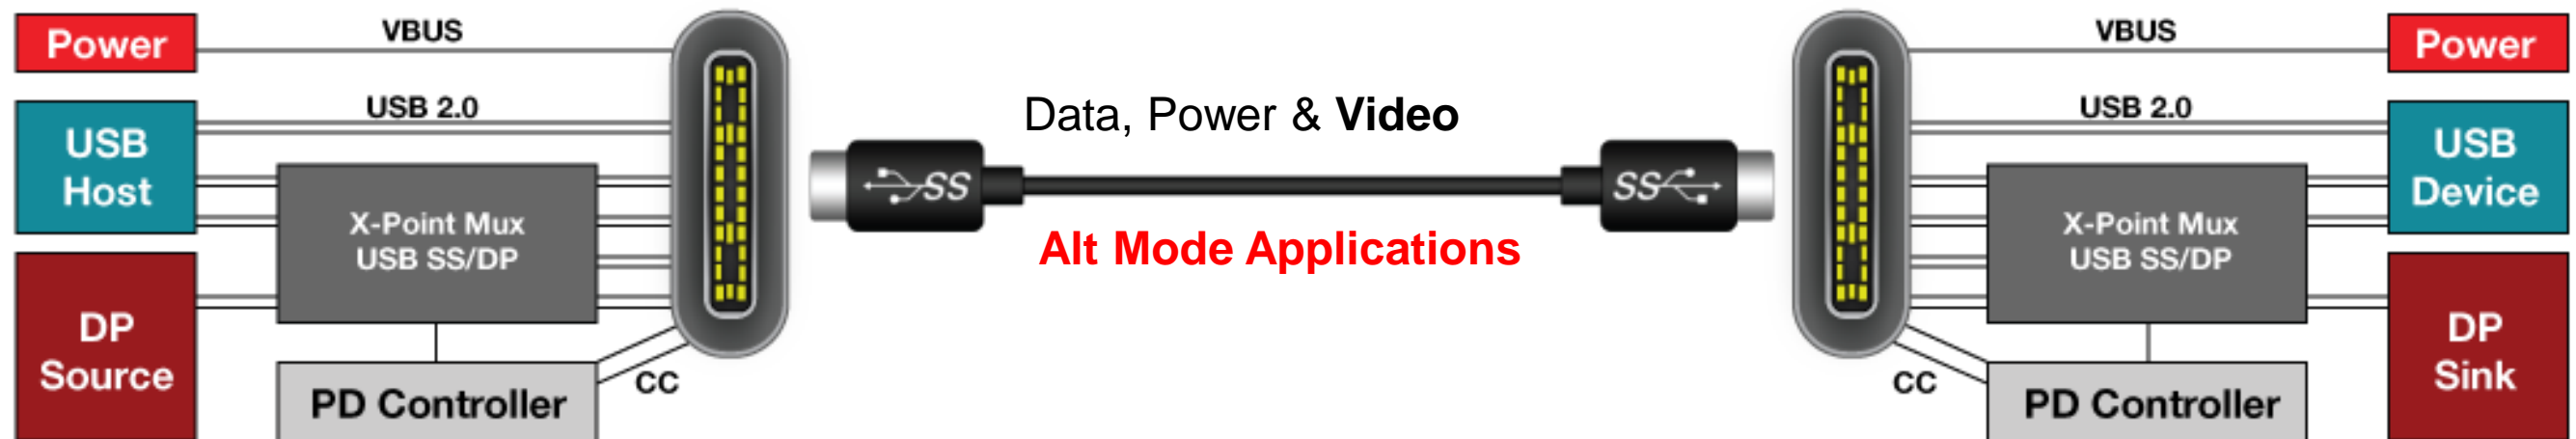 Power
VBUS
USB 2.0
USB
Host
X-Point Mux
USB SS/DP
DP
Source
PD Controller
CC
Data, Power & Video
SS
SS
Alt Mode Applications
VBUS
Power
USB 2.0
USB
Device
X-Point Mux
USB SS/DP
DP
Sink
CC
PD Controller